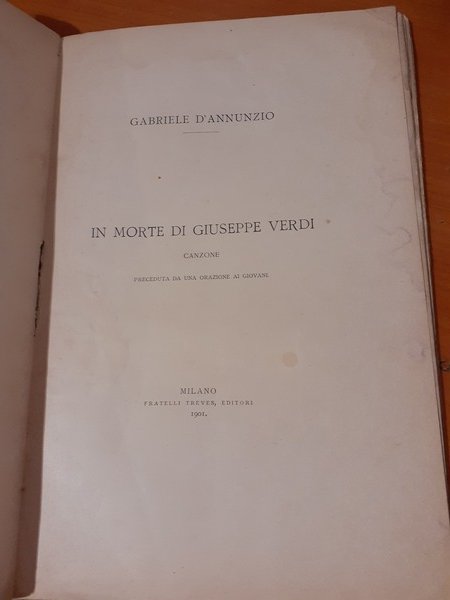 GABRIELE D'ANNUNZIO
IN MORTE DI GIUSEPPE VERDI
CANZONE
PRECEDUTA DA UNA ORAZIONE AI GIOVANI
MILANO
FRATELLI TREVES, EDITORI
1901.